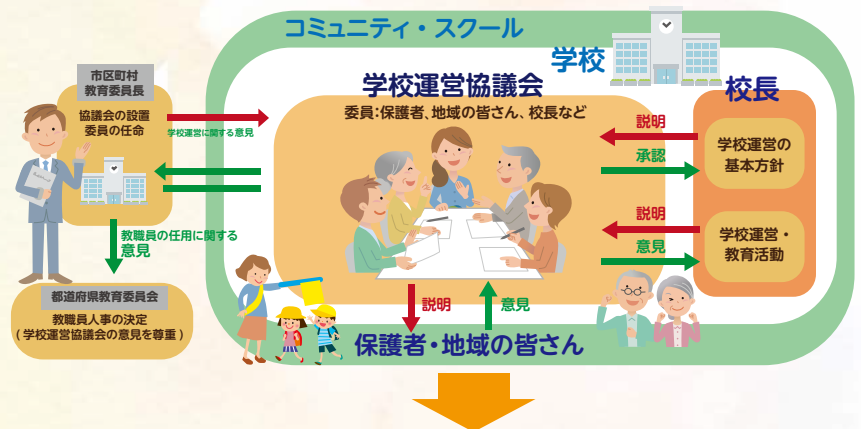 コミュニティ・スクール
学校
市区町村
教育委員長
協議会の設置
委員の任命
学校運営に関する意見
学校運営協議会
委員:保護者、地域の皆さん、校長など
校長
説明
承認
学校運営の
基本方針
説明
意見
学校運営・
教育活動
教職員の任用に関する
意見
都道府県教育委員会
教職員人事の決定
(学校運営協議会の意見を尊重)
説明
意見
保護者・地域の皆さん